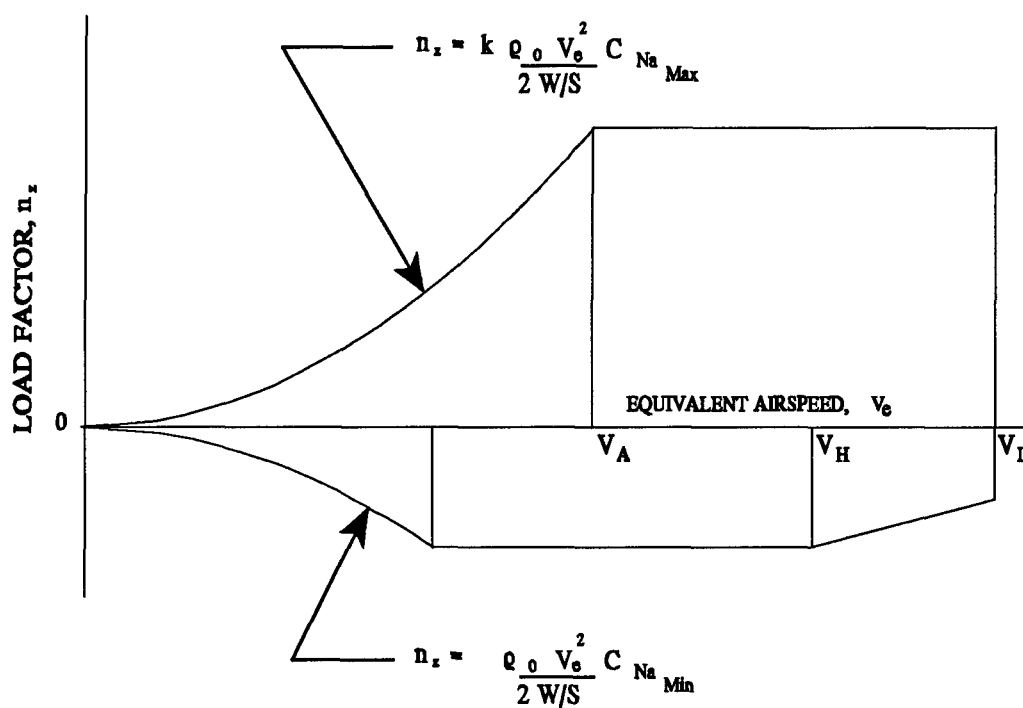 n_z = k ϱ_0 V_e^2 C_Na_Max
2 W/S
LOAD FACTOR, n_z
0
EQUIVALENT AIRSPEED, V_e
V_A
V_H
n_z = ϱ_0 V_e^2 C_Na_Min
2 W/S